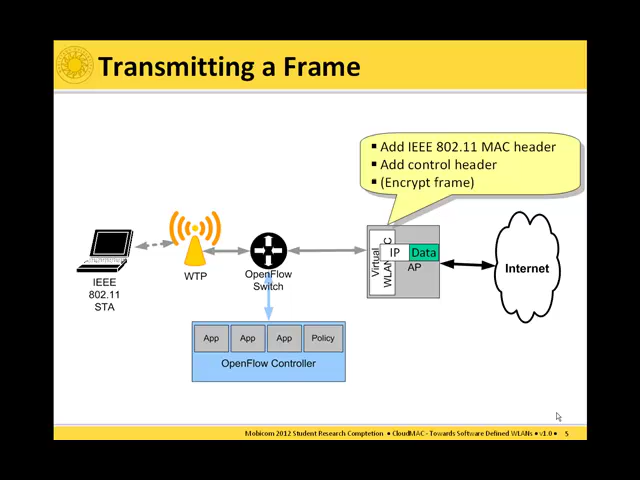 Transmitting a Frame
▪ Add IEEE 802.11 MAC header
▪ Add control header
▪ (Encrypt frame)
IEEE
802.11
STA
WTP
OpenFlow
Switch
Virtual
IP
Data
AP
Internet
App
App
App
Policy
OpenFlow Controller
Mobicom 2012 Student Research Comptetion ● CloudMAC - Towards Software Defined WLANs ● v1.0 ● 5